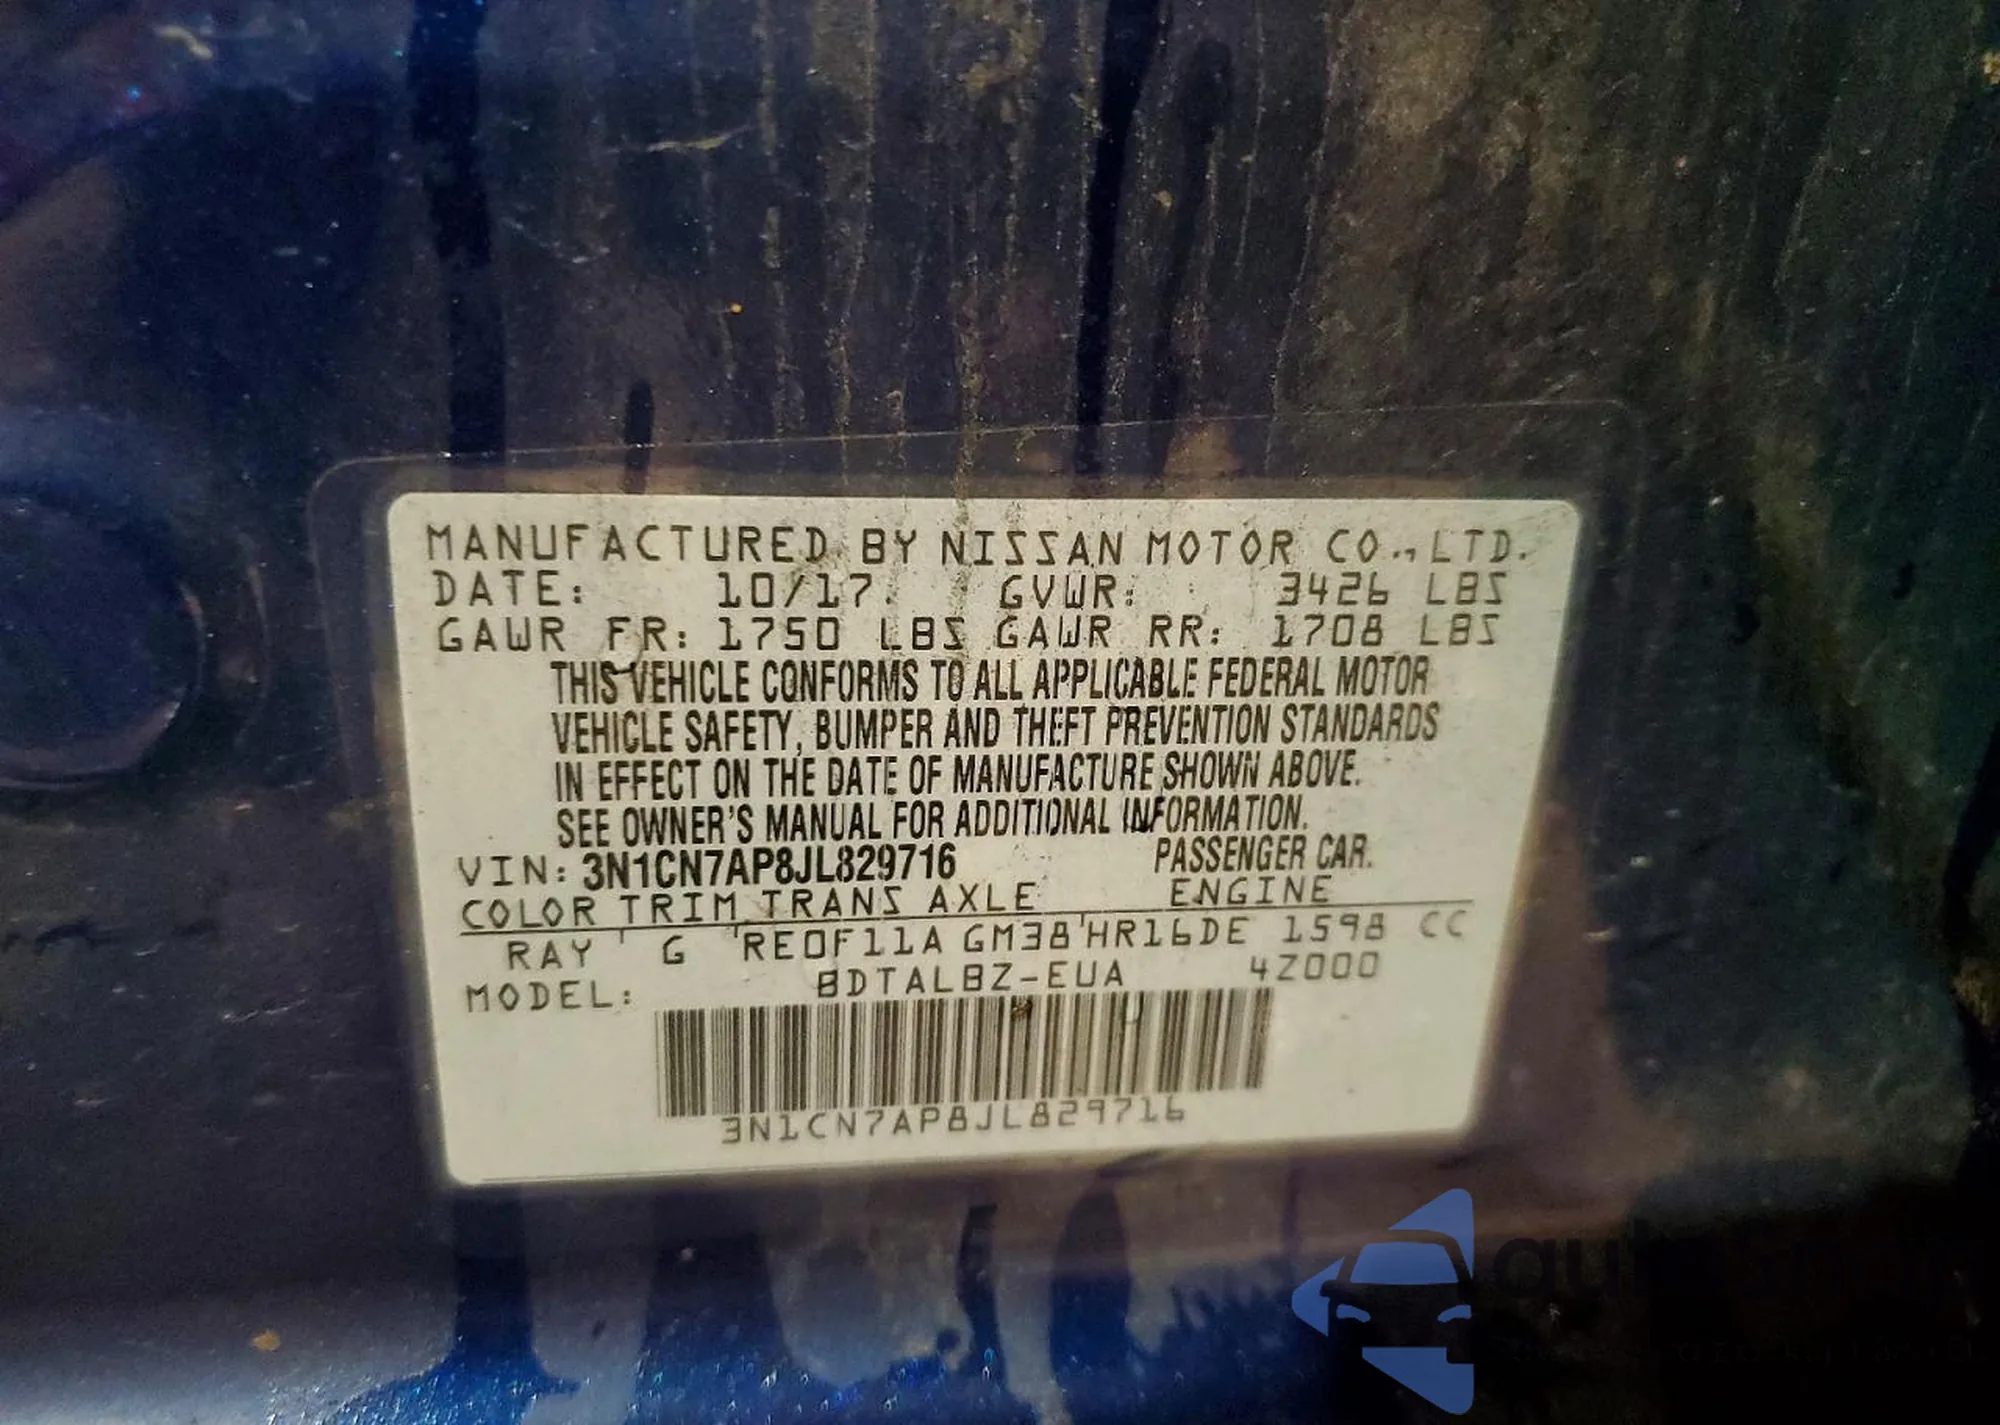 MANUFACTURED BY NISSAN MOTOR CO., LTD.
DATE: 10/17 GVWR: 3426 LBS
GAWR FR: 1750 LBS GAWR RR: 1708 LBS
THIS VEHICLE CONFORMS TO ALL APPLICABLE FEDERAL MOTOR
VEHICLE SAFETY, BUMPER AND THEFT PREVENTION STANDARDS
IN EFFECT ON THE DATE OF MANUFACTURE SHOWN ABOVE.
SEE OWNER'S MANUAL FOR ADDITIONAL INFORMATION.
VIN: 3N1CN7AP8JL829716 PASSENGER CAR.
COLOR TRIM TRANS AXLE ENGINE
RAY G RE0F11A GM38 HR16DE 1598 CC
MODEL: BDTALBZ-EUA 4Z000
3N1CN7AP8JL829716